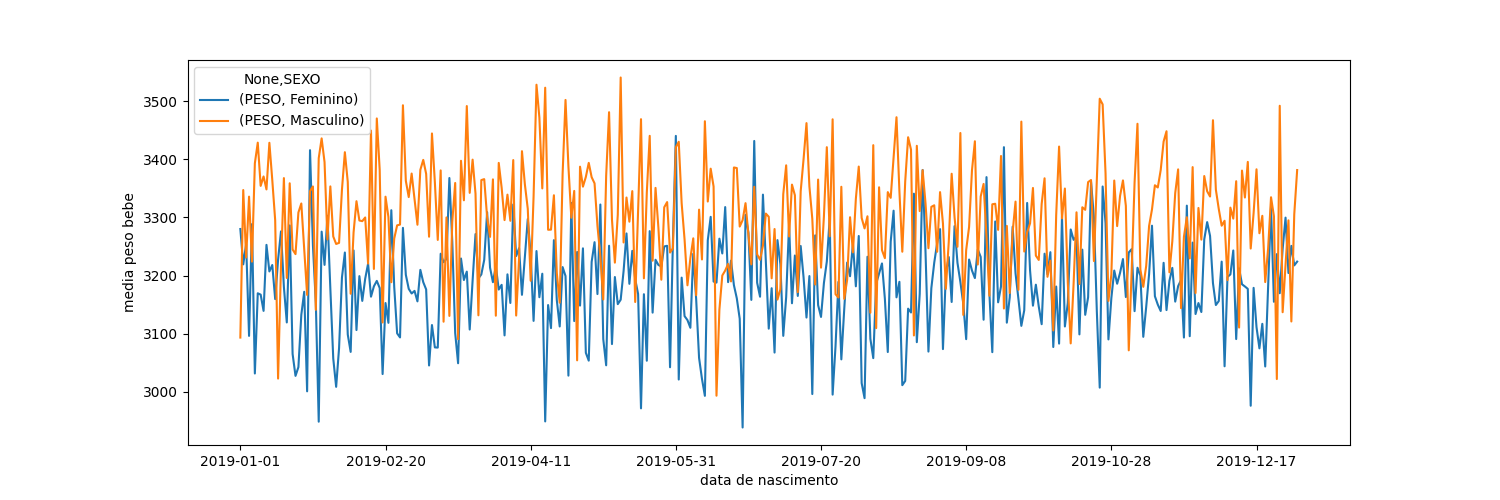 None,SEXO
(PESO, Feminino)
(PESO, Masculino)
media peso bebe
3500
3400
3300
3200
3100
3000
2019-01-01 2019-02-20 2019-04-11 2019-05-31 2019-07-20 2019-09-08 2019-10-28 2019-12-17
data de nascimento